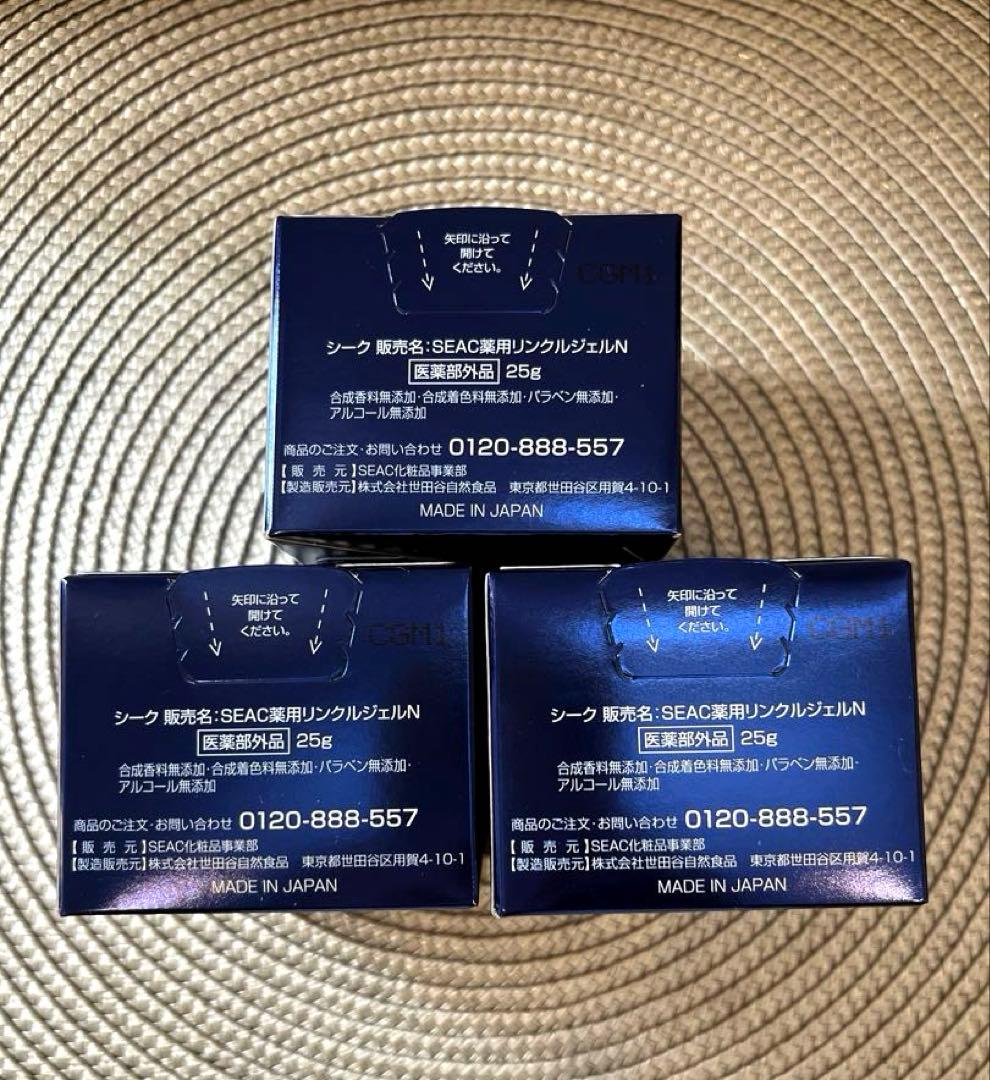 矢印に沿って
開けて
ください。
CGM1
シーク 販売名：SEAC薬用リンクルジェルN
医薬部外品 25g
合成香料無添加・合成着色料無添加・パラベン無添加・
アルコール無添加
商品のご注文・お問い合わせ 0120-888-557
【販売元】SEAC化粧品事業部
【製造販売元】株式会社世田谷自然食品 東京都世田谷区用賀4-10-1
MADE IN JAPAN
矢印に沿って
開けて
ください。
CGM1
シーク 販売名：SEAC薬用リンクルジェルN
医薬部外品 25g
合成香料無添加・合成着色料無添加・パラベン無添加・
アルコール無添加
商品のご注文・お問い合わせ 0120-888-557
【販売元】SEAC化粧品事業部
【製造販売元】株式会社世田谷自然食品 東京都世田谷区用賀4-10-1
MADE IN JAPAN
矢印に沿って
開けて
ください。
CGM1
シーク 販売名：SEAC薬用リンクルジェルN
医薬部外品 25g
合成香料無添加・合成着色料無添加・パラベン無添加・
アルコール無添加
商品のご注文・お問い合わせ 0120-888-557
【販売元】SEAC化粧品事業部
【製造販売元】株式会社世田谷自然食品 東京都世田谷区用賀4-10-1
MADE IN JAPAN